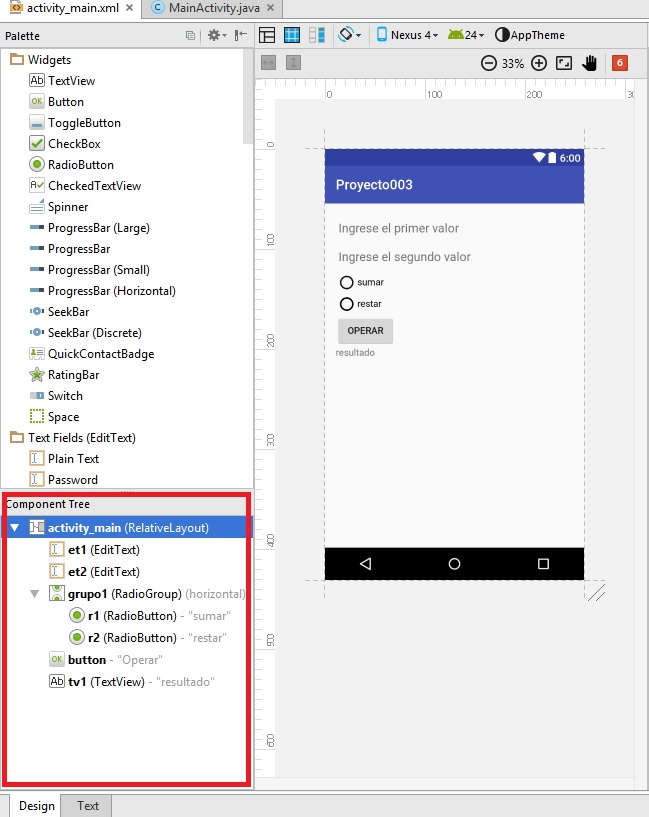 activity_main.xml × MainActivity.java ×
Palette
Nexus 4 24 AppTheme
33% 6
Widgets
Ab TextView
OK Button
ToggleButton
CheckBox
RadioButton
A CheckedTextView
Spinner
ProgressBar (Large)
ProgressBar
ProgressBar (Small)
ProgressBar (Horizontal)
SeekBar
SeekBar (Discrete)
QuickContactBadge
RatingBar
Switch
Space
Text Fields (EditText)
Plain Text
Password
Component Tree
activity_main (RelativeLayout)
et1 (EditText)
et2 (EditText)
grupo1 (RadioGroup) (horizontal)
r1 (RadioButton) - "sumar"
r2 (RadioButton) - "restar"
OK button - "Operar"
Ab tv1 (TextView) - "resultado"
Design Text
0 100 200
0
100
200
300
400
500
600
6:00
Proyecto003
Ingrese el primer valor
Ingrese el segundo valor
sumar
restar
OPERAR
resultado